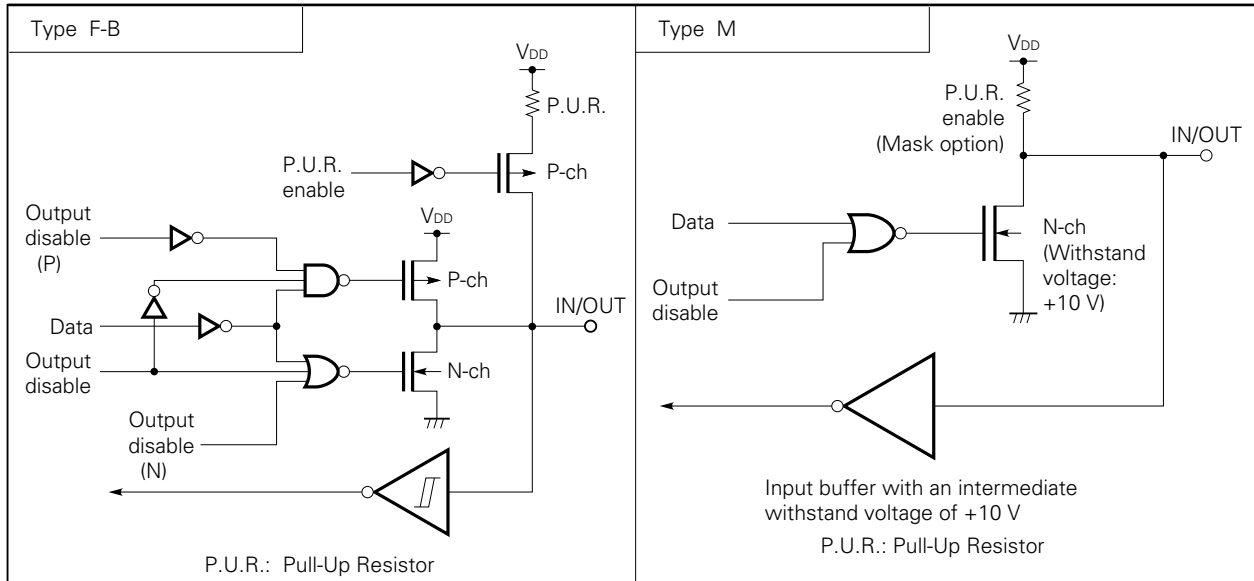 Type F-B
VDD
P.U.R.
P.U.R.
enable
P-ch
Output
disable
(P)
VDD
P-ch
IN/OUT
Data
Output
disable
N-ch
Output
disable
(N)
P.U.R.: Pull-Up Resistor
Type M
VDD
P.U.R.
enable
(Mask option)
IN/OUT
Data
N-ch
(Withstand
voltage:
+10 V)
Output
disable
Input buffer with an intermediate
withstand voltage of +10 V
P.U.R.: Pull-Up Resistor